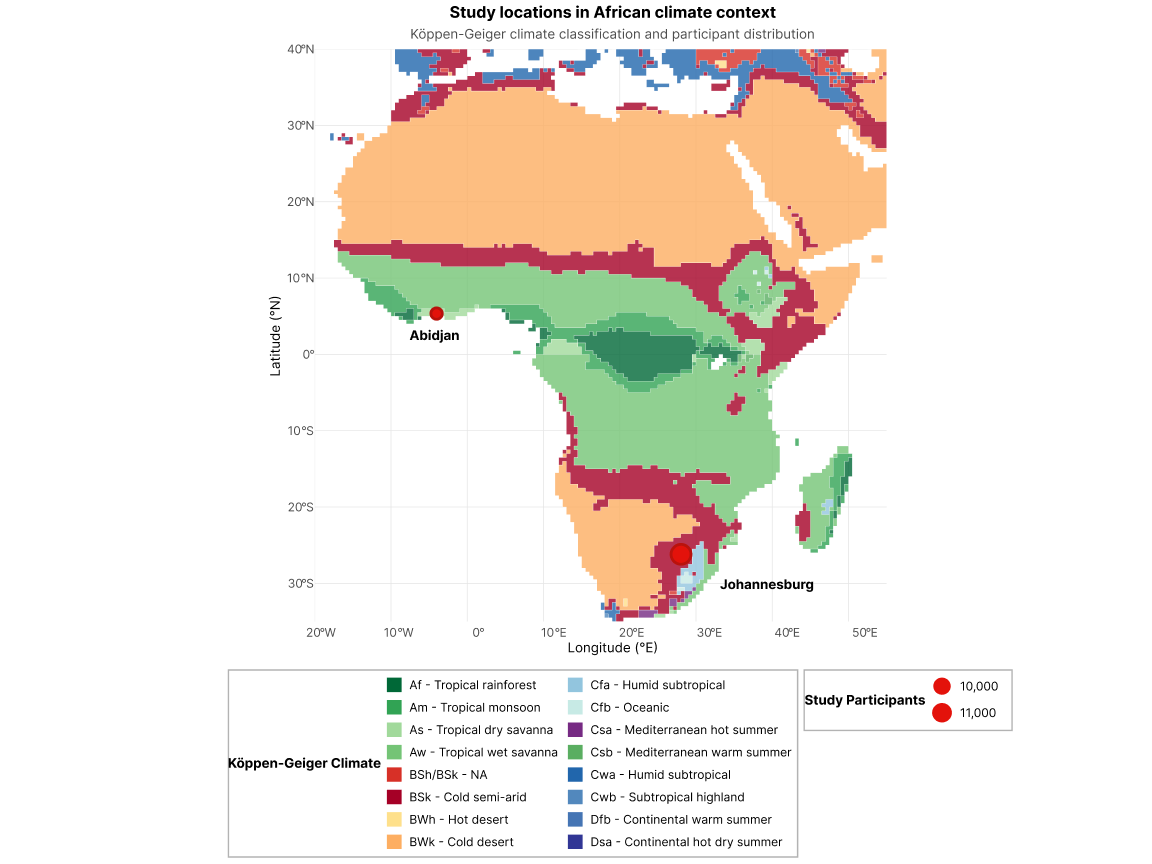 Study locations in African climate context
Köppen-Geiger climate classification and participant distribution
40°N
30°N
20°N
10°N
0°
10°S
20°S
30°S
Latitude (°N)
Abidjan
Johannesburg
20°W 10°W 0° 10°E 20°E 30°E 40°E 50°E
Longitude (°E)
Köppen-Geiger Climate
Af - Tropical rainforest
Am - Tropical monsoon
As - Tropical dry savanna
Aw - Tropical wet savanna
BSh/BSk - NA
BSk - Cold semi-arid
BWh - Hot desert
BWk - Cold desert
Cfa - Humid subtropical
Cfb - Oceanic
Csa - Mediterranean hot summer
Csb - Mediterranean warm summer
Cwa - Humid subtropical
Cwb - Subtropical highland
Dfb - Continental warm summer
Dsa - Continental hot dry summer
Study Participants
10,000
11,000